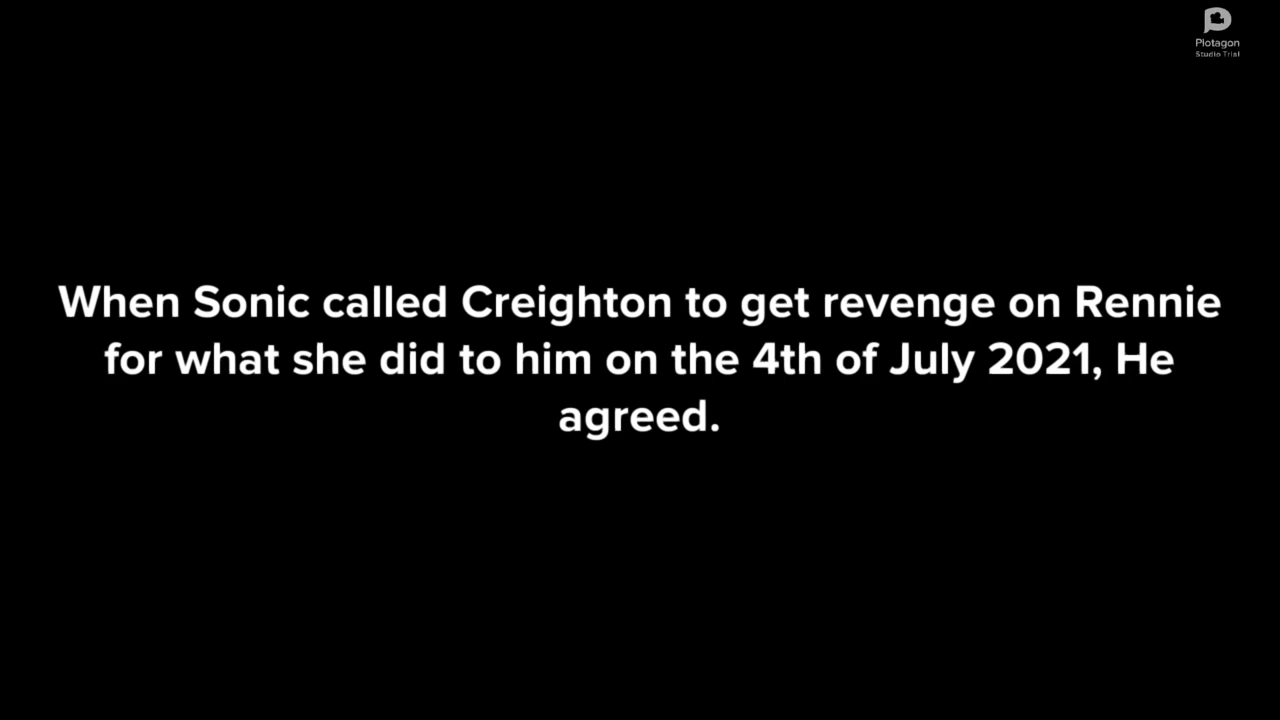 Plotagon
Studio Trial
When Sonic called Creighton to get revenge on Rennie
for what she did to him on the 4th of July 2021, He
agreed.